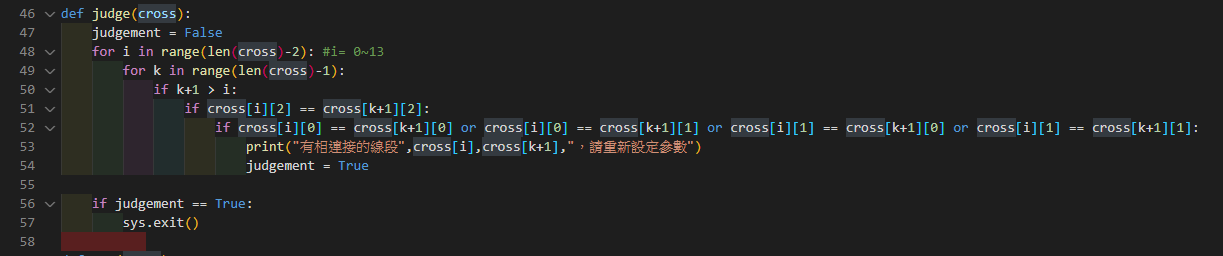 46 def judge(cross):
47 judgement = False
48 for i in range(len(cross)-2): #i= 0~13
49 for k in range(len(cross)-1):
50 if k+1 > i:
51 if cross[i][2] == cross[k+1][2]:
52 if cross[i][0] == cross[k+1][0] or cross[i][0] == cross[k+1][1] or cross[i][1] == cross[k+1][0] or cross[i][1] == cross[k+1][1]:
53 print("有相連接的線段",cross[i],cross[k+1],"，請重新設定參數")
54 judgement = True
55
56 if judgement == True:
57 sys.exit()
58